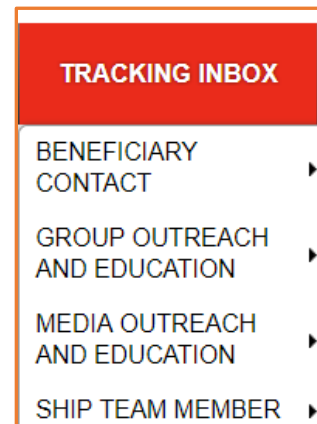 TRACKING INBOX
BENEFICIARY
CONTACT
GROUP OUTREACH
AND EDUCATION
MEDIA OUTREACH
AND EDUCATION
SHIP TEAM MEMBER